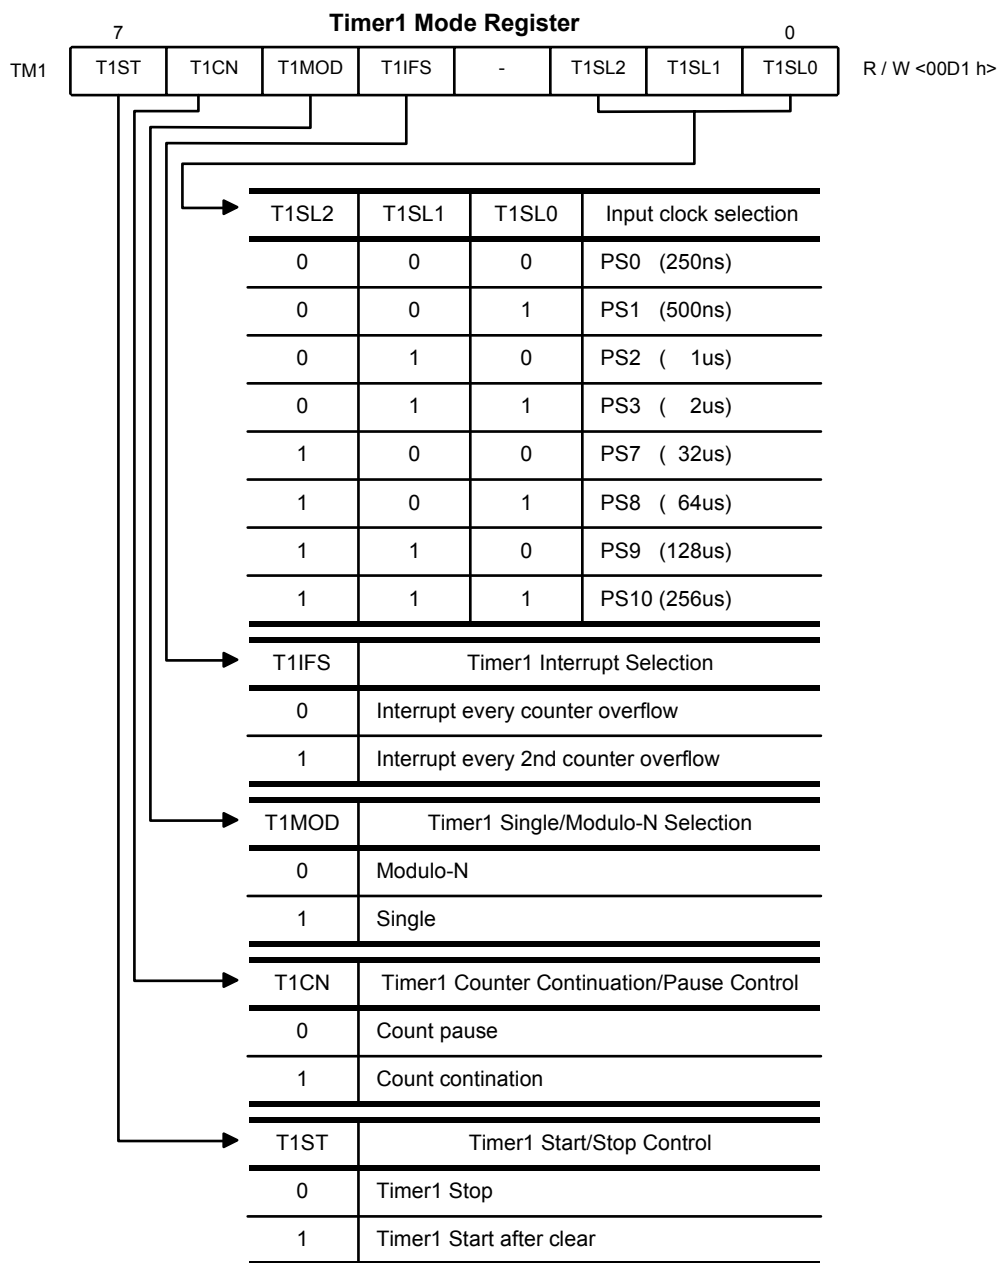 Timer1 Mode Register
7 0
TM1 T1ST T1CN T1MOD T1IFS - T1SL2 T1SL1 T1SL0 R / W <00D1 h>
T1SL2 T1SL1 T1SL0 Input clock selection
0 0 0 PS0 (250ns)
0 0 1 PS1 (500ns)
0 1 0 PS2 ( 1us)
0 1 1 PS3 ( 2us)
1 0 0 PS7 ( 32us)
1 0 1 PS8 ( 64us)
1 1 0 PS9 (128us)
1 1 1 PS10 (256us)
T1IFS Timer1 Interrupt Selection
0 Interrupt every counter overflow
1 Interrupt every 2nd counter overflow
T1MOD Timer1 Single/Modulo-N Selection
0 Modulo-N
1 Single
T1CN Timer1 Counter Continuation/Pause Control
0 Count pause
1 Count contination
T1ST Timer1 Start/Stop Control
0 Timer1 Stop
1 Timer1 Start after clear